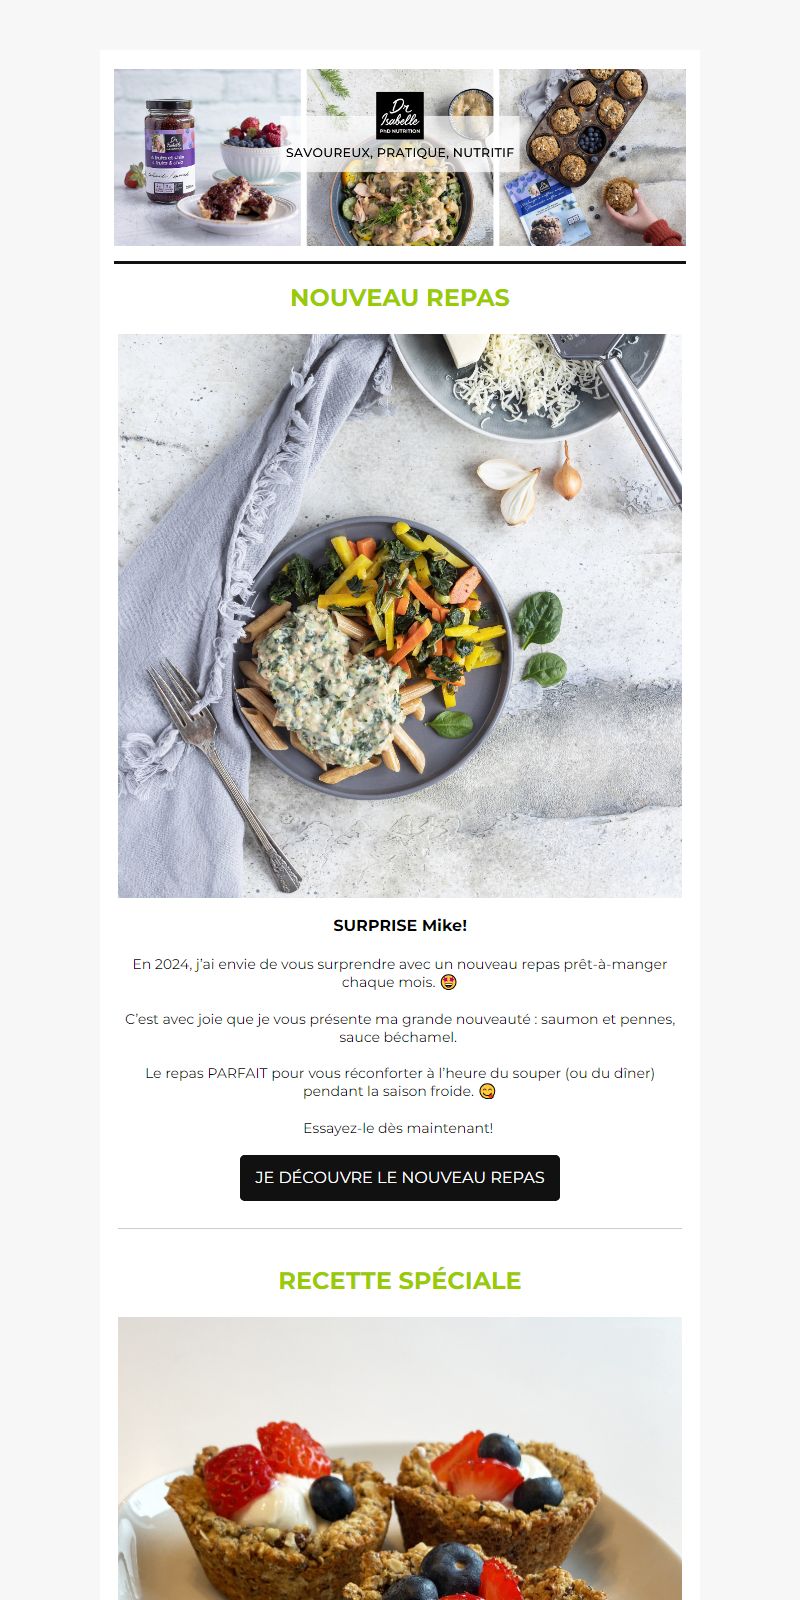 Dr
Isabelle
PhD NUTRITION
SAVOUREUX, PRATIQUE, NUTRITIF
Dr
Isabelle
NOUVEAU REPAS
SURPRISE Mike!
En 2024, j’ai envie de vous surprendre avec un nouveau repas prêt-à-manger
chaque mois. 🤩
C’est avec joie que je vous présente ma grande nouveauté : saumon et pennes,
sauce béchamel.
Le repas PARFAIT pour vous réconforter à l’heure du souper (ou du dîner)
pendant la saison froide. 😋
Essayez-le dès maintenant!
JE DÉCOUVRE LE NOUVEAU REPAS
RECETTE SPÉCIALE